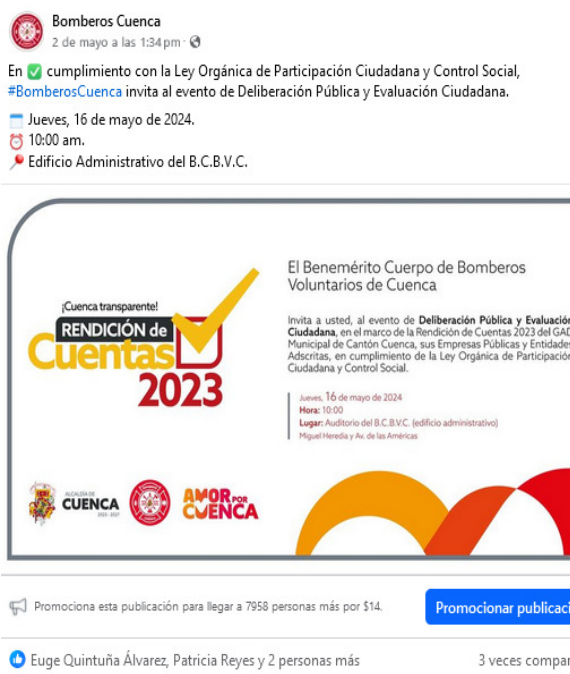 Bomberos Cuenca
2 de mayo a las 1:34 pm ·
En ✅ cumplimiento con la Ley Orgánica de Participación Ciudadana y Control Social,
#BomberosCuenca invita al evento de Deliberación Pública y Evaluación Ciudadana.
Jueves, 16 de mayo de 2024.
10:00 am.
Edificio Administrativo del B.C.B.V.C.
¡Cuenca transparente!
RENDICIÓN de
Cuentas
2023
El Benemérito Cuerpo de Bomberos
Voluntarios de Cuenca
Invita a usted, al evento de Deliberación Pública y Evaluación
Ciudadana, en el marco de la Rendición de Cuentas 2023 del GAD
Municipal de Cantón Cuenca, sus Empresas Públicas y Entidades
Adscritas, en cumplimiento de la Ley Orgánica de Participación
Ciudadana y Control Social.
Jueves, 16 de mayo de 2024
Hora: 10:00
Lugar: Auditorio del B.C.B.V.C. (edificio administrativo)
Miguel Heredia y Av. de las Américas
ALCALDÍA DE
CUENCA
AMOR POR
CUENCA
Promociona esta publicación para llegar a 7958 personas más por $14.
Promocionar publicaci
Euge Quintuña Álvarez, Patricia Reyes y 2 personas más
3 veces compar